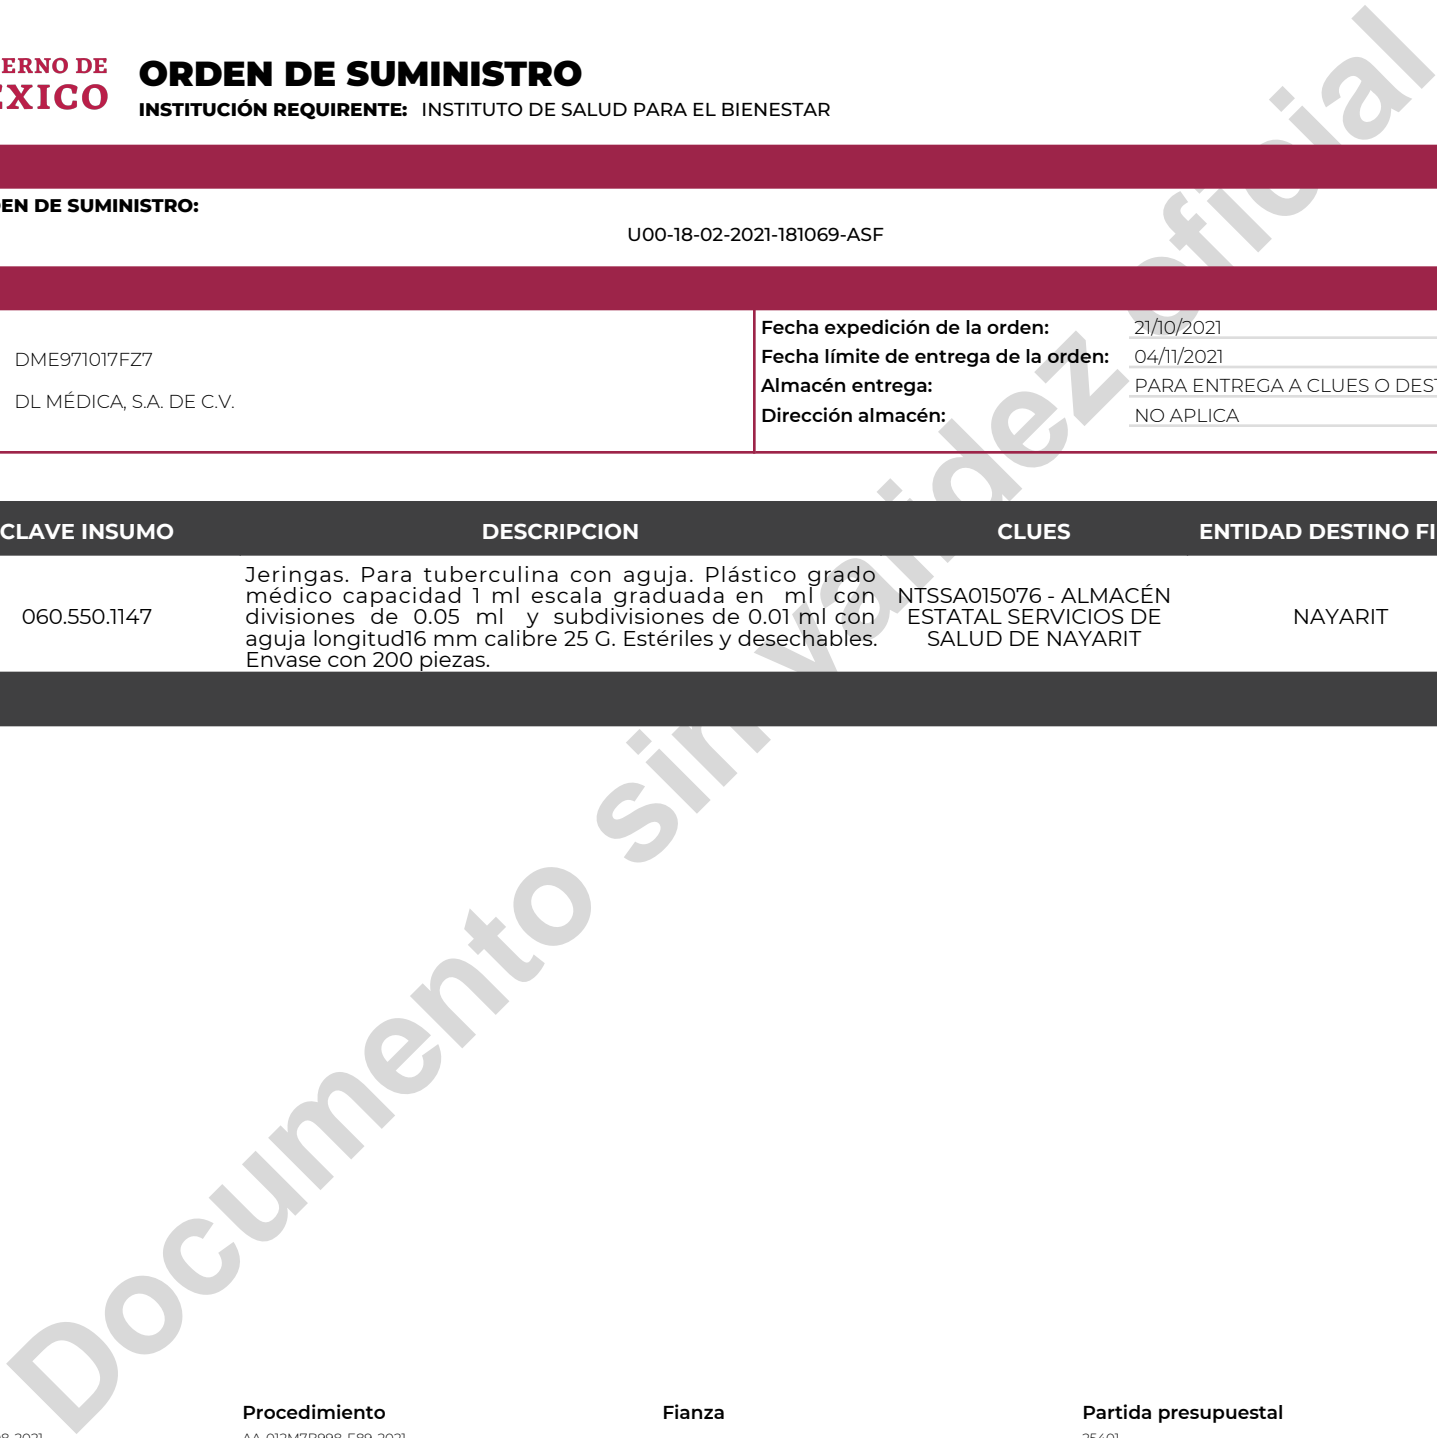 ERNO DE
EXICO
ORDEN DE SUMINISTRO
INSTITUCIÓN REQUIRENTE: INSTITUTO DE SALUD PARA EL BIENESTAR
EN DE SUMINISTRO:
U00-18-02-2021-181069-ASF
DME971017FZ7
DL MÉDICA, S.A. DE C.V.
Fecha expedición de la orden: 21/10/2021
Fecha límite de entrega de la orden: 04/11/2021
Almacén entrega: PARA ENTREGA A CLUES O DEST
Dirección almacén: NO APLICA
CLAVE INSUMO DESCRIPCION CLUES ENTIDAD DESTINO FI
060.550.1147
Jeringas. Para tuberculina con aguja. Plástico grado
médico capacidad 1 ml escala graduada en ml con
divisiones de 0.05 ml y subdivisiones de 0.01 ml con
aguja longitud16 mm calibre 25 G. Estériles y desechables.
Envase con 200 piezas.
NTSSA015076 - ALMACÉN
ESTATAL SERVICIOS DE
SALUD DE NAYARIT
NAYARIT
Documento sin validez oficial
Procedimiento Fianza Partida presupuestal